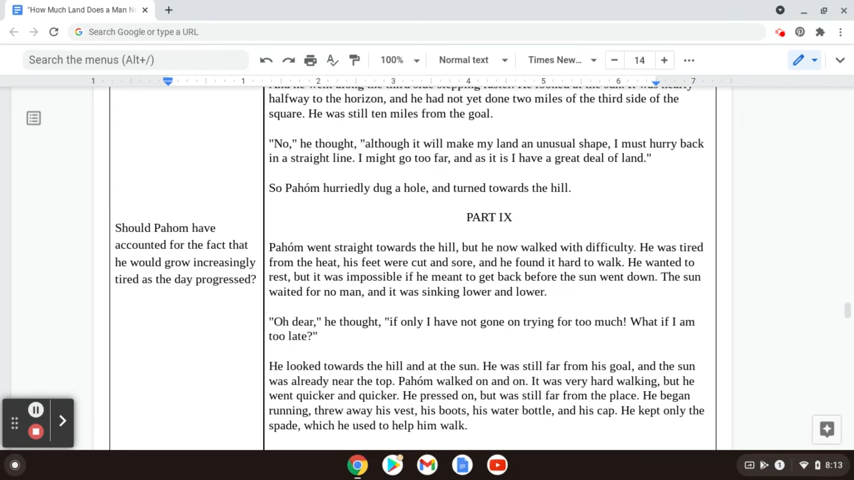 "How Much Land Does a Man N
Search Google or type a URL
Search the menus (Alt+/)
100%
Normal text
Times New...
14
1 1 2 3 4 5 6 7
halfway to the horizon, and he had not yet done two miles of the third side of the
square. He was still ten miles from the goal.
"No," he thought, "although it will make my land an unusual shape, I must hurry back
in a straight line. I might go too far, and as it is I have a great deal of land."
So Pahóm hurriedly dug a hole, and turned towards the hill.
PART IX
Should Pahom have
accounted for the fact that
he would grow increasingly
tired as the day progressed?
Pahóm went straight towards the hill, but he now walked with difficulty. He was tired
from the heat, his feet were cut and sore, and he found it hard to walk. He wanted to
rest, but it was impossible if he meant to get back before the sun went down. The sun
waited for no man, and it was sinking lower and lower.
"Oh dear," he thought, "if only I have not gone on trying for too much! What if I am
too late?"
He looked towards the hill and at the sun. He was still far from his goal, and the sun
was already near the top. Pahóm walked on and on. It was very hard walking, but he
went quicker and quicker. He pressed on, but was still far from the place. He began
running, threw away his vest, his boots, his water bottle, and his cap. He kept only the
spade, which he used to help him walk.
1
8:13